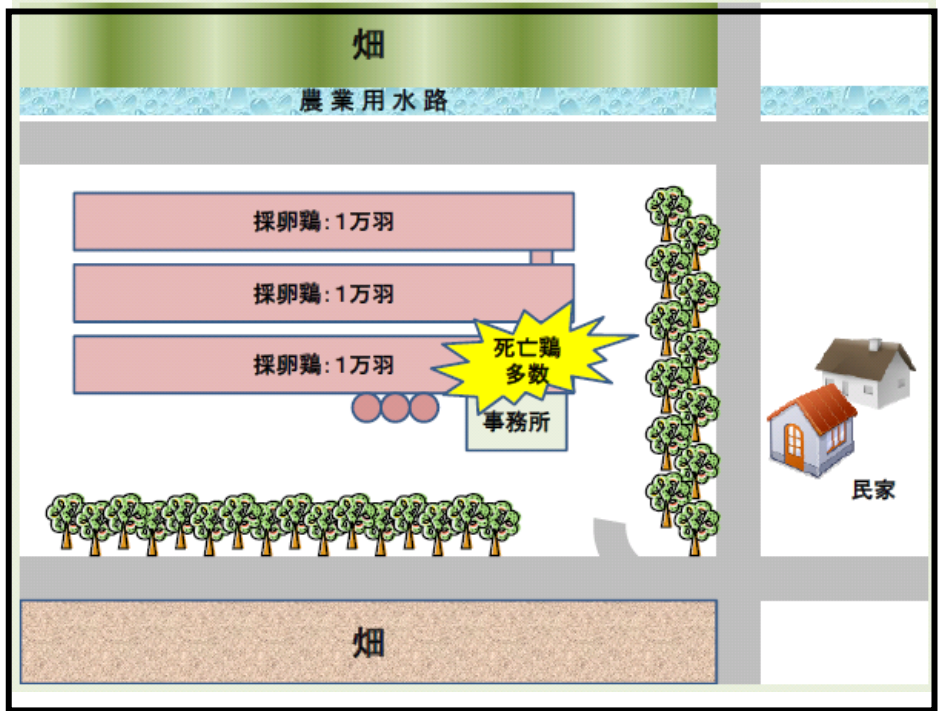 畑
農業用水路
採卵鶏：1万羽
採卵鶏：1万羽
採卵鶏：1万羽
死亡鶏
多数
事務所
民家
畑